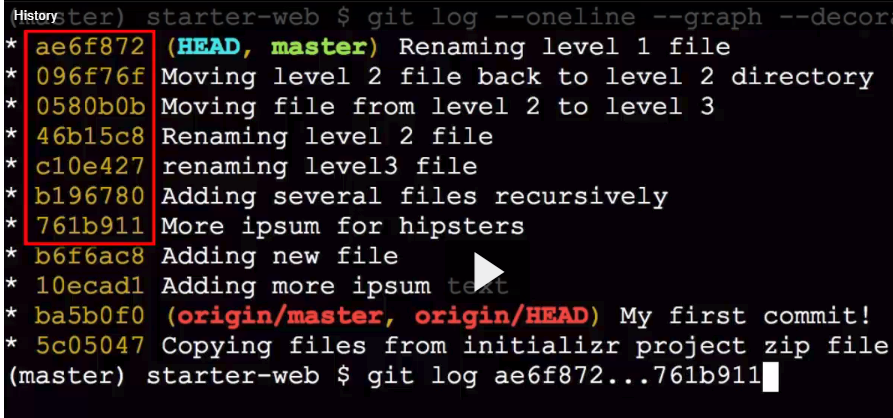 History
(master) starter-web $ git log --oneline --graph --decora
* ae6f872 (HEAD, master) Renaming level 1 file
* 096f76f Moving level 2 file back to level 2 directory
* 0580b0b Moving file from level 2 to level 3
* 46b15c8 Renaming level 2 file
* c10e427 renaming level3 file
* b196780 Adding several files recursively
* 761b911 More ipsum for hipsters
* b6f6ac8 Adding new file
* 10ecad1 Adding more ipsum text
* ba5b0f0 (origin/master, origin/HEAD) My first commit!
* 5c05047 Copying files from initializr project zip file
(master) starter-web $ git log ae6f872...761b911